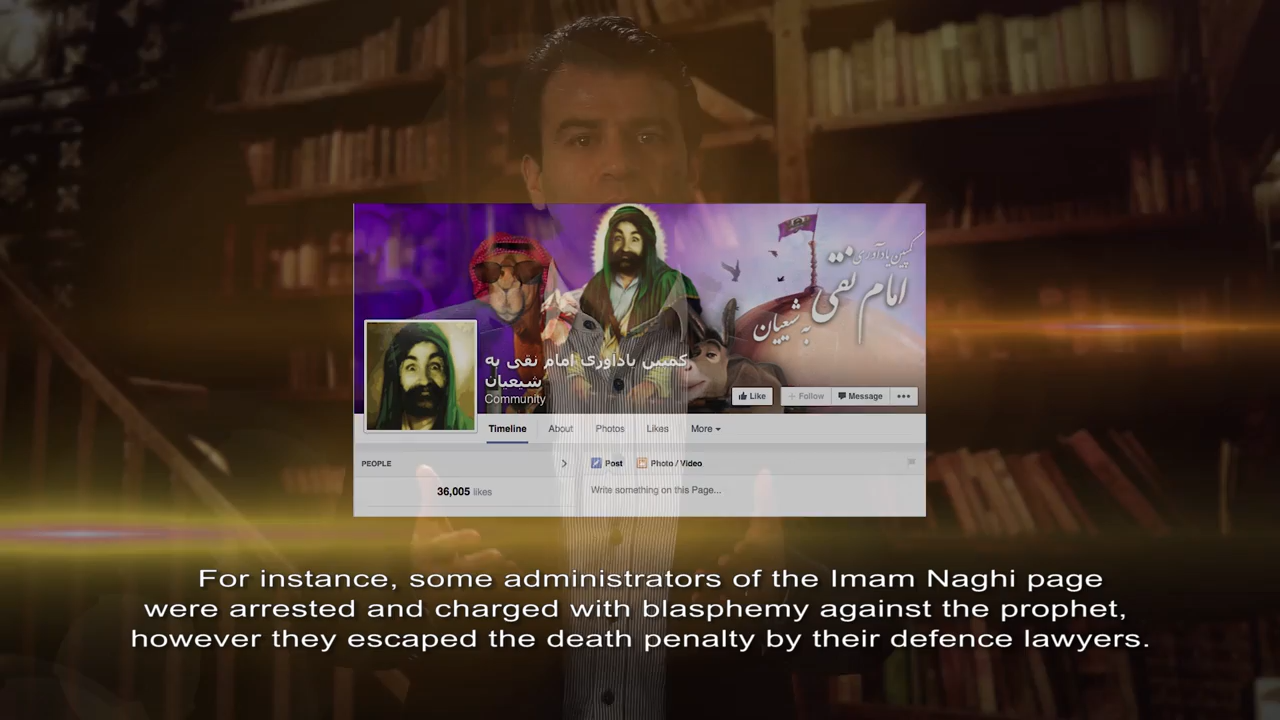 کمپین یادآوری
امام نقی
به شیعیان
کمپین یادآوری امام نقی به
شیعیان
Community
Like
Follow
Message
Timeline
About
Photos
Likes
More
PEOPLE
Post
Photo / Video
36,005 likes
Write something on this Page...
For instance, some administrators of the Imam Naghi page
were arrested and charged with blasphemy against the prophet,
however they escaped the death penalty by their defence lawyers.